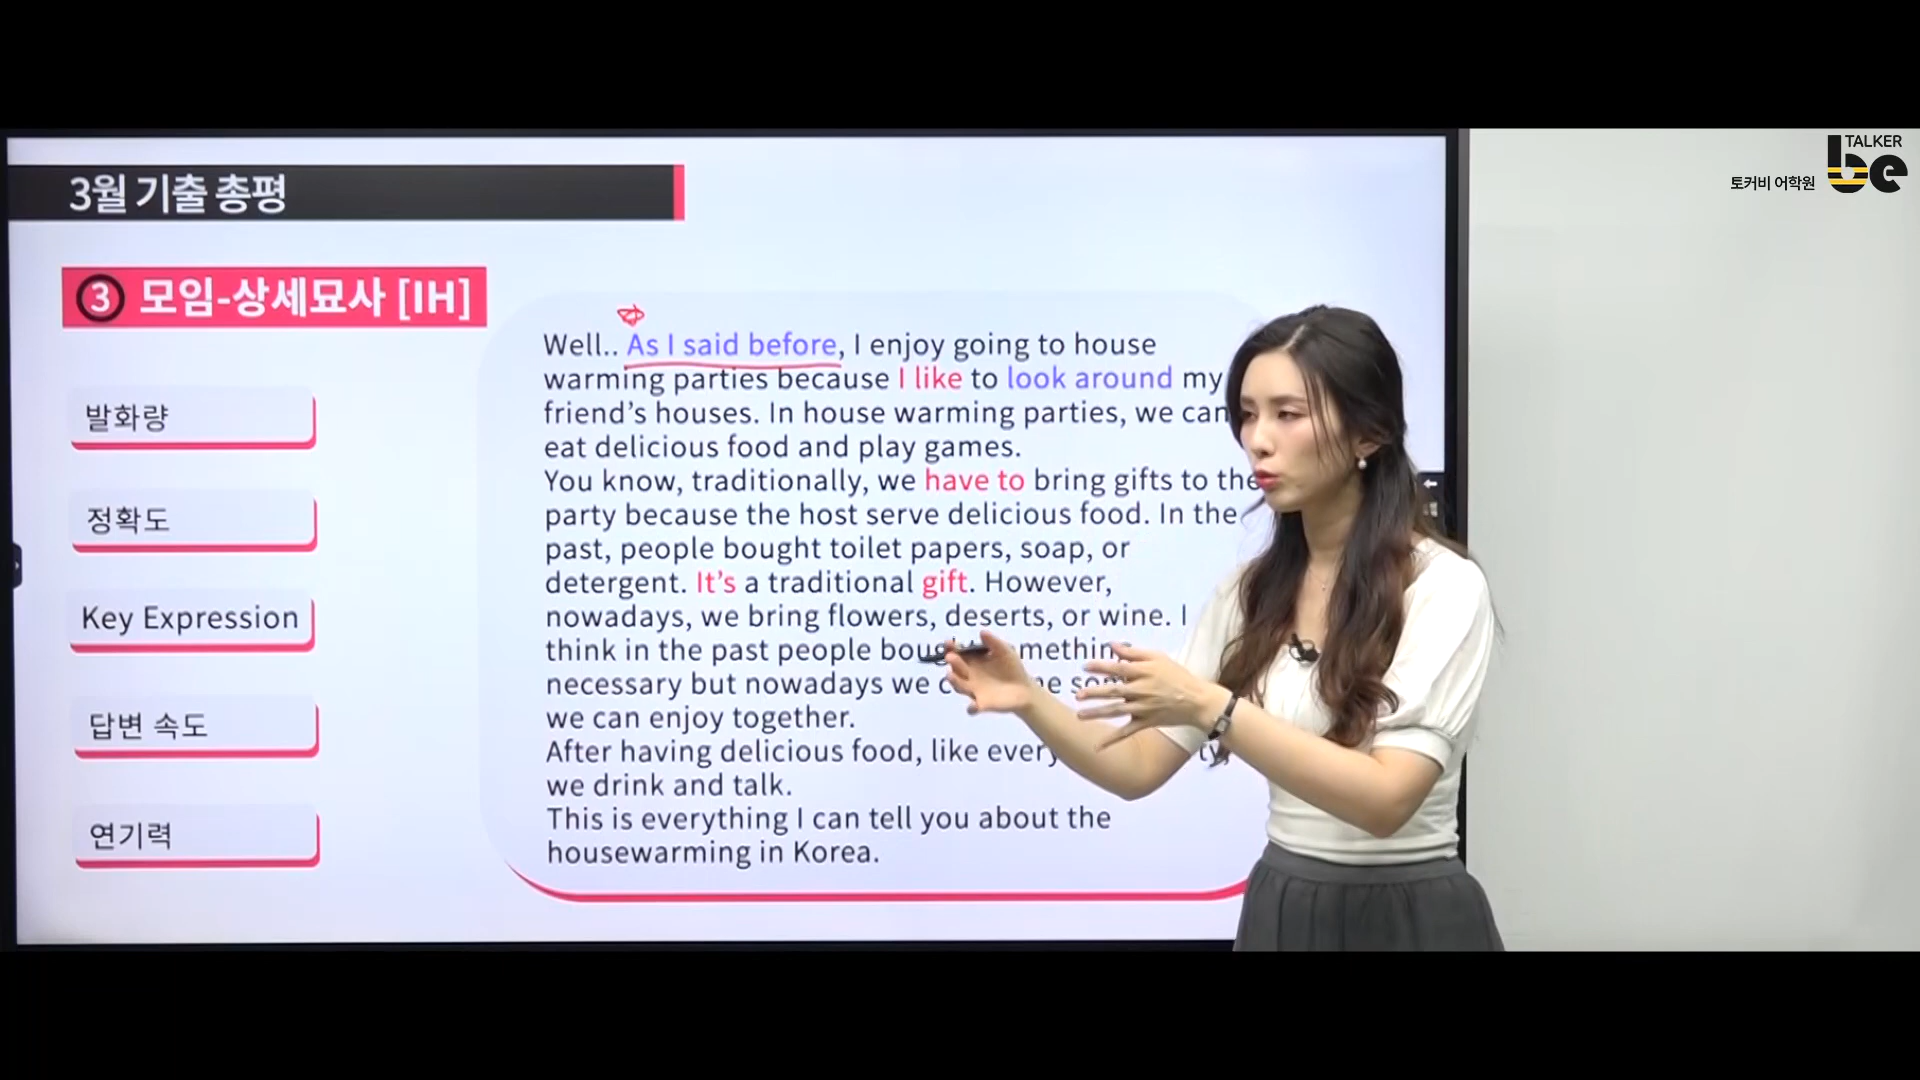 TALKER
be
토커비 어학원
3월 기출 총평
3 모임-상세묘사 [IH]
발화량
정확도
Key Expression
답변 속도
연기력
Well.. As I said before, I enjoy going to house
warming parties because I like to look around my
friend's houses. In house warming parties, we can
eat delicious food and play games.
You know, traditionally, we have to bring gifts to the
party because the host serve delicious food. In the
past, people bought toilet papers, soap, or
detergent. It's a traditional gift. However,
nowadays, we bring flowers, deserts, or wine. I
think in the past people
necessary but nowadays we
we can enjoy together.
After having delicious food, like
we drink and talk.
This is everything I can tell you about the
housewarming in Korea.